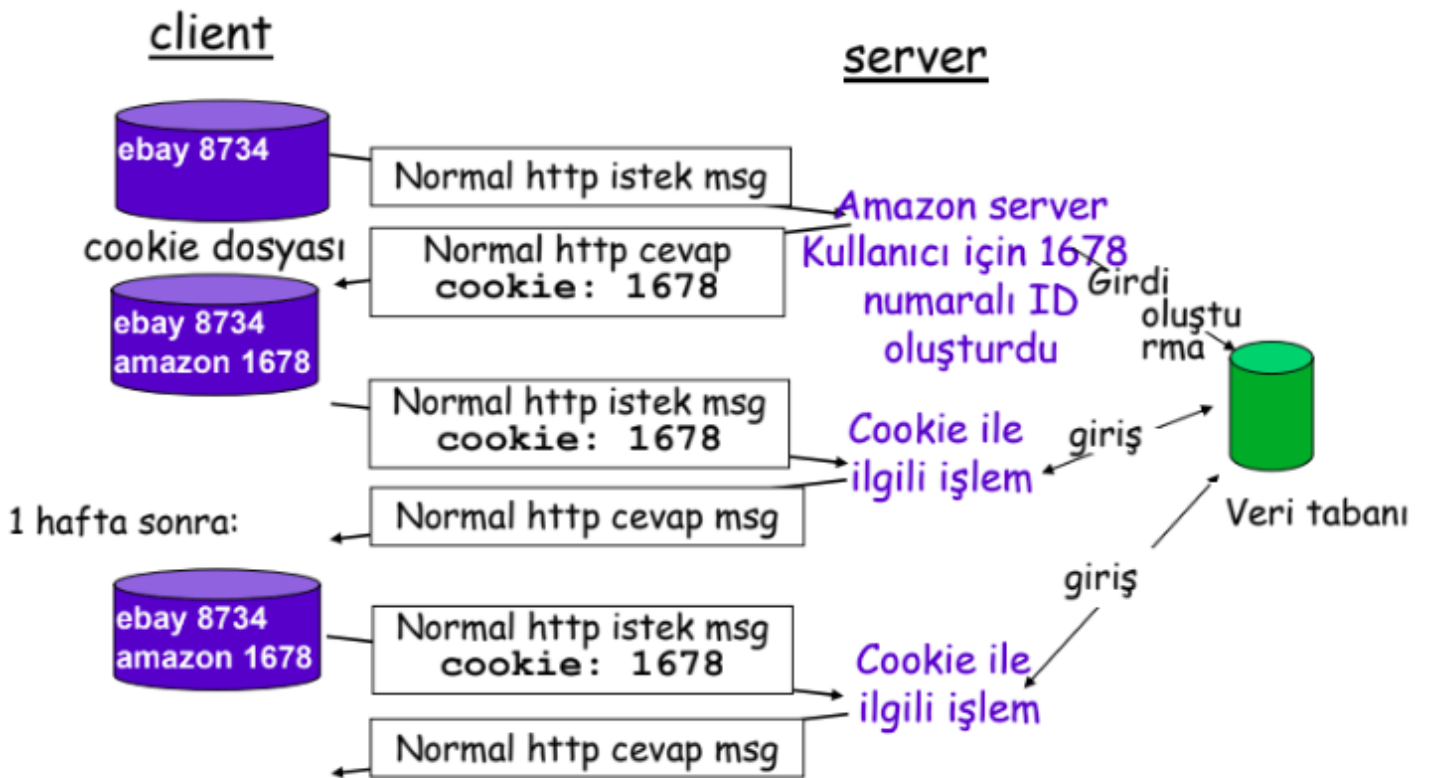 client
server
ebay 8734
Normal http istek msg
cookie dosyası
Normal http cevap
cookie: 1678
Amazon server
Kullanıcı için 1678
numaralı ID
oluşturdu
Girdi
oluştu
rma
ebay 8734
amazon 1678
Normal http istek msg
cookie: 1678
Cookie ile
ilgili işlem
giriş
Veri tabanı
Normal http cevap msg
1 hafta sonra:
giriş
ebay 8734
amazon 1678
Normal http istek msg
cookie: 1678
Cookie ile
ilgili işlem
Normal http cevap msg